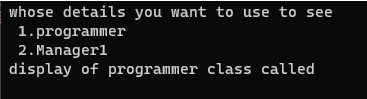 whose details you want to use to see
1.programmer
2.Manager1
display of programmer class called